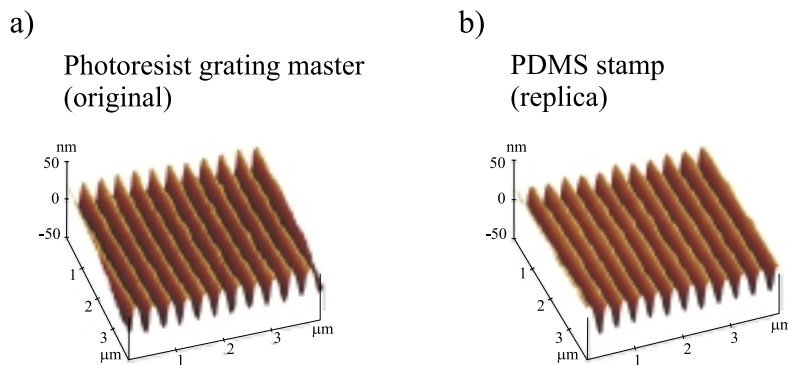 a)
Photoresist grating master
(original)
nm
50
0
-50
1
2
3
μm
1
2
3
μm
b)
PDMS stamp
(replica)
nm
50
0
-50
1
2
3
μm
1
2
3
μm